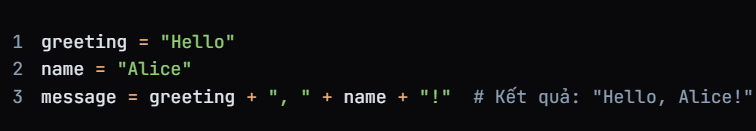 1 greeting = "Hello"
2 name = "Alice"
3 message = greeting + ", " + name + "!"  # Kết quả: "Hello, Alice!"